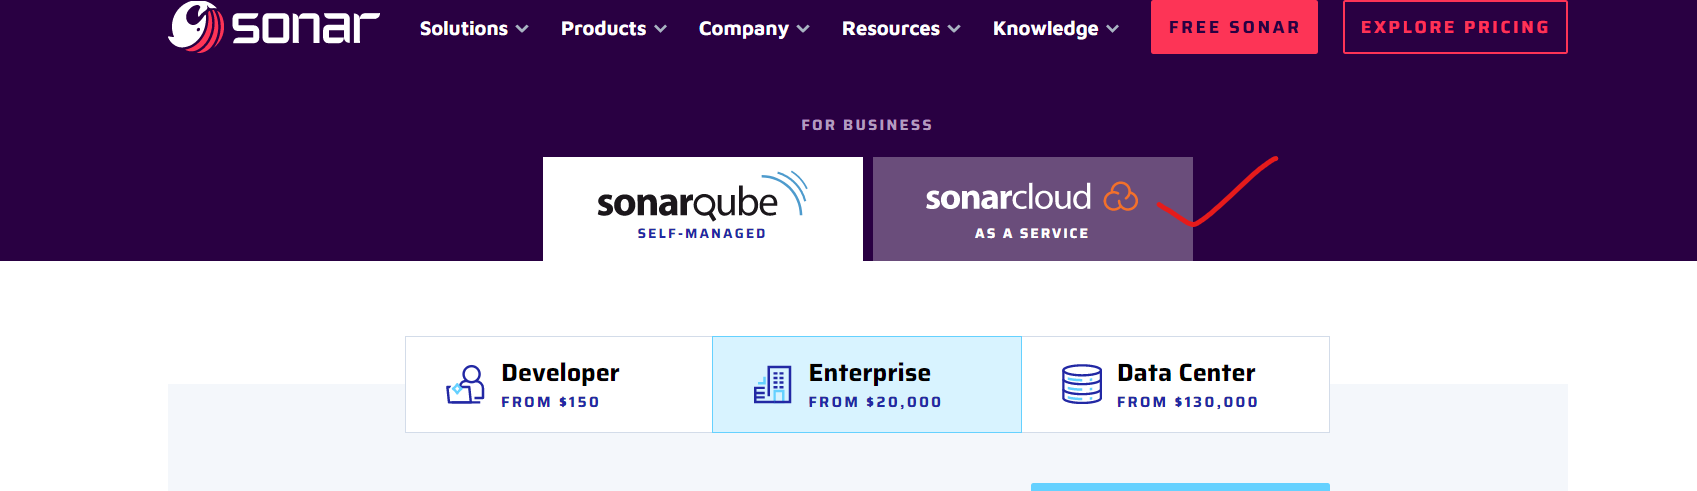 sonar Solutions Products Company Resources Knowledge FREE SONAR EXPLORE PRICING
FOR BUSINESS
sonarqube sonarcloud
SELF-MANAGED AS A SERVICE
Developer Enterprise Data Center
FROM $150 FROM $20,000 FROM $130,000